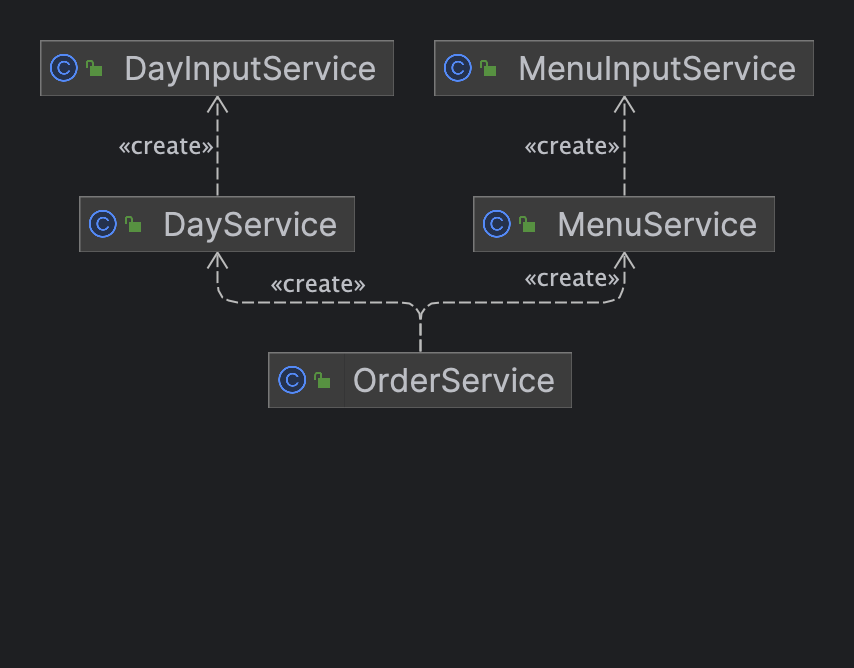 C DayInputService
C MenuInputService
«create»
«create»
C DayService
C MenuService
«create»
«create»
C OrderService